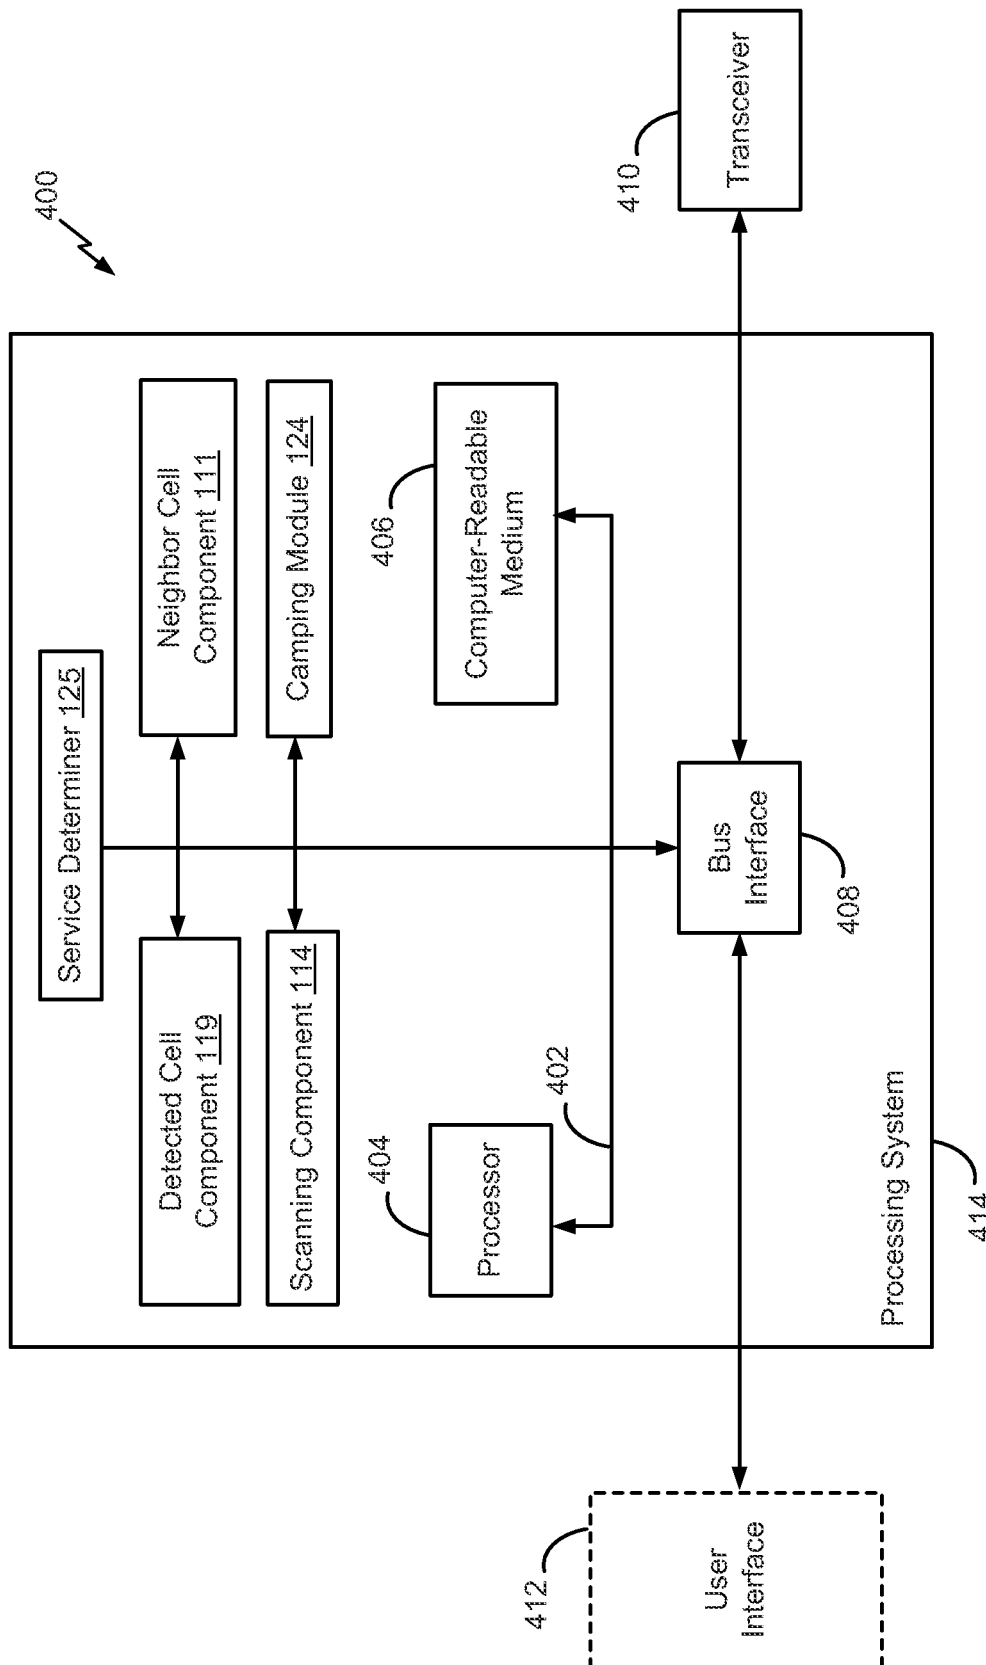 400
Service Determiner 125
Detected Cell
Component 119
Neighbor Cell
Component 111
Scanning Component 114
Camping Module 124
404
Processor
406
Computer-Readable
Medium
402
412
User
Interface
Bus
Interface
408
410
Transceiver
Processing System
414